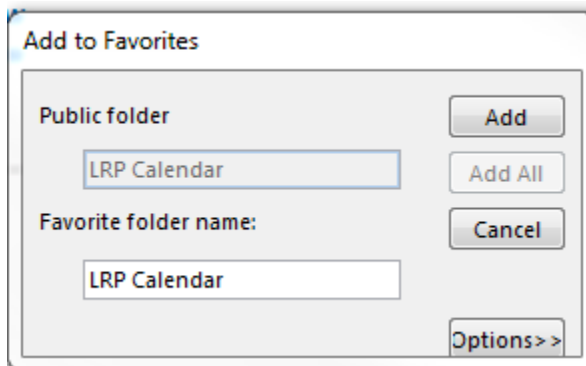 Add to Favorites
Public folder
Add
LRP Calendar
Add All
Favorite folder name:
Cancel
LRP Calendar
Options>>